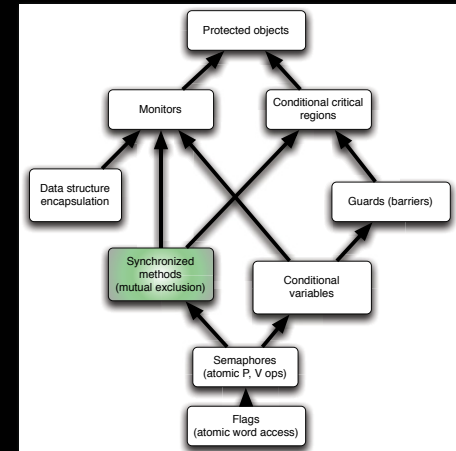 Protected objects
Monitors
Conditional critical
regions
Data structure
encapsulation
Guards (barriers)
Synchronized
methods
(mutual exclusion)
Conditional
variables
Semaphores
(atomic P, V ops)
Flags
(atomic word access)